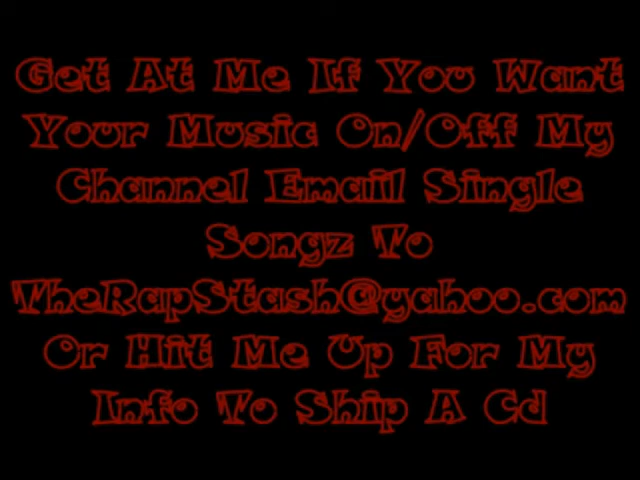 Get At Me If You Want
Your Music On/Off My
Channel Email Single
Songz To
TheRapStash@yahoo.com
Or Hit Me Up For My
Info To Ship A Cd